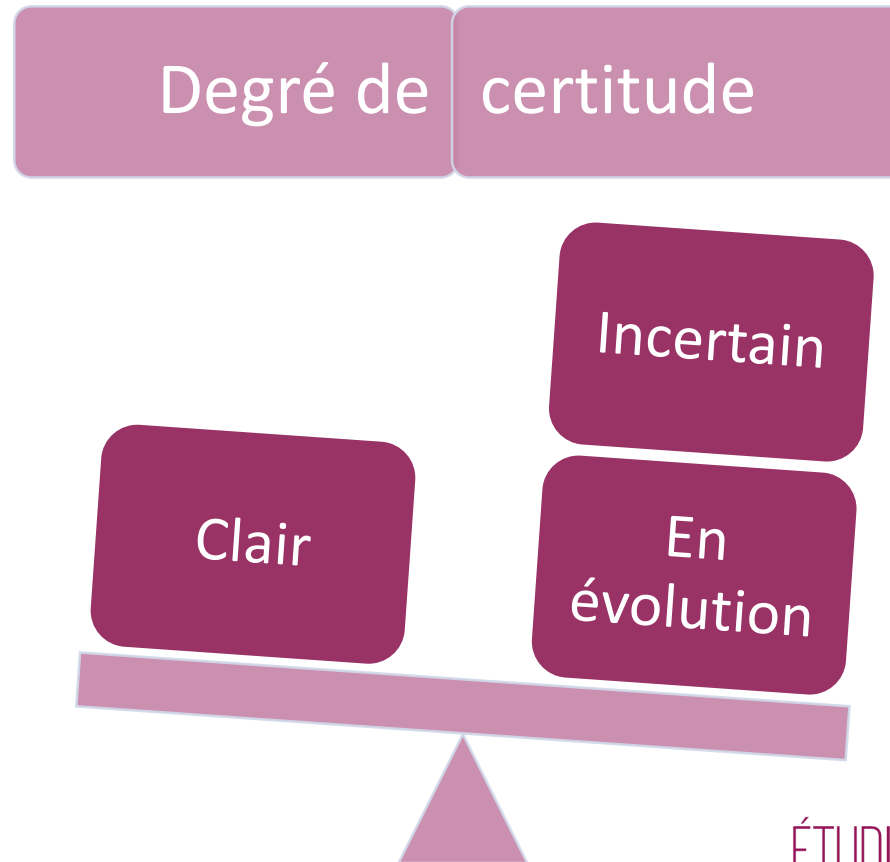 Degré de certitude
Incertain
Clair
En
évolution